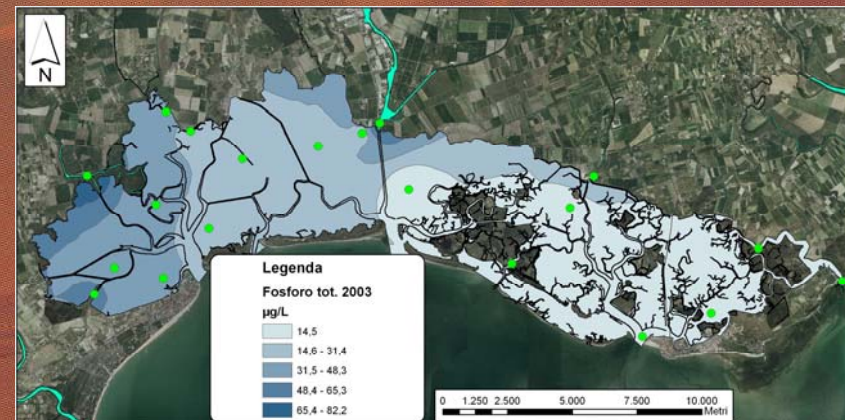 N
Legenda
Fosforo tot. 2003
µg/L
14,5
14,6 - 31,4
31,5 - 48,3
48,4 - 65,3
65,4 - 82,2
0 1.250 2.500 5.000 7.500 10.000
Metri